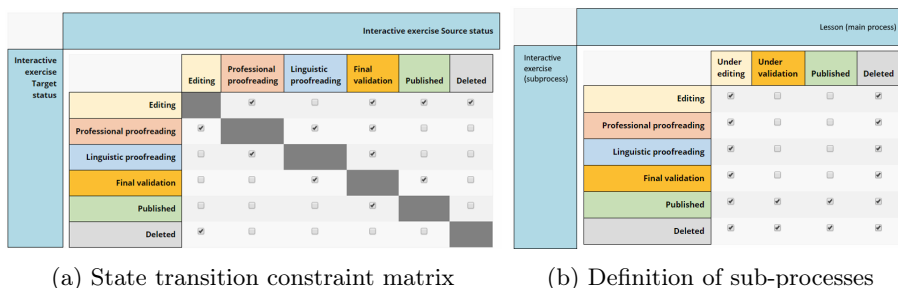 Interactive exercise Source status
Interactive
exercise
Target
status
Editing
Professional
proofreading
Linguistic
proofreading
Final
validation
Published
Deleted
Editing
Professional proofreading
Linguistic proofreading
Final validation
Published
Deleted
(a) State transition constraint matrix
Lesson (main process)
Interactive
exercise
(subprocess)
Under
editing
Under
validation
Published
Deleted
Editing
Professional proofreading
Linguistic proofreading
Final validation
Published
Deleted
(b) Definition of sub-processes